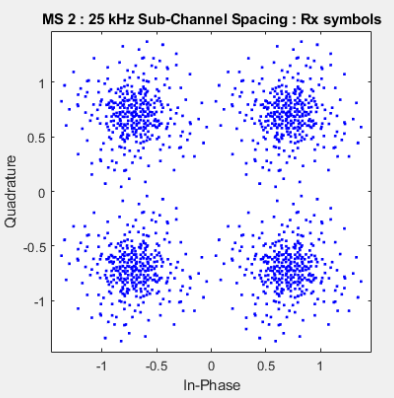 MS 2 : 25 kHz Sub-Channel Spacing : Rx symbols
1
0.5
0
-0.5
-1
Quadrature
-1 -0.5 0 0.5 1
In-Phase